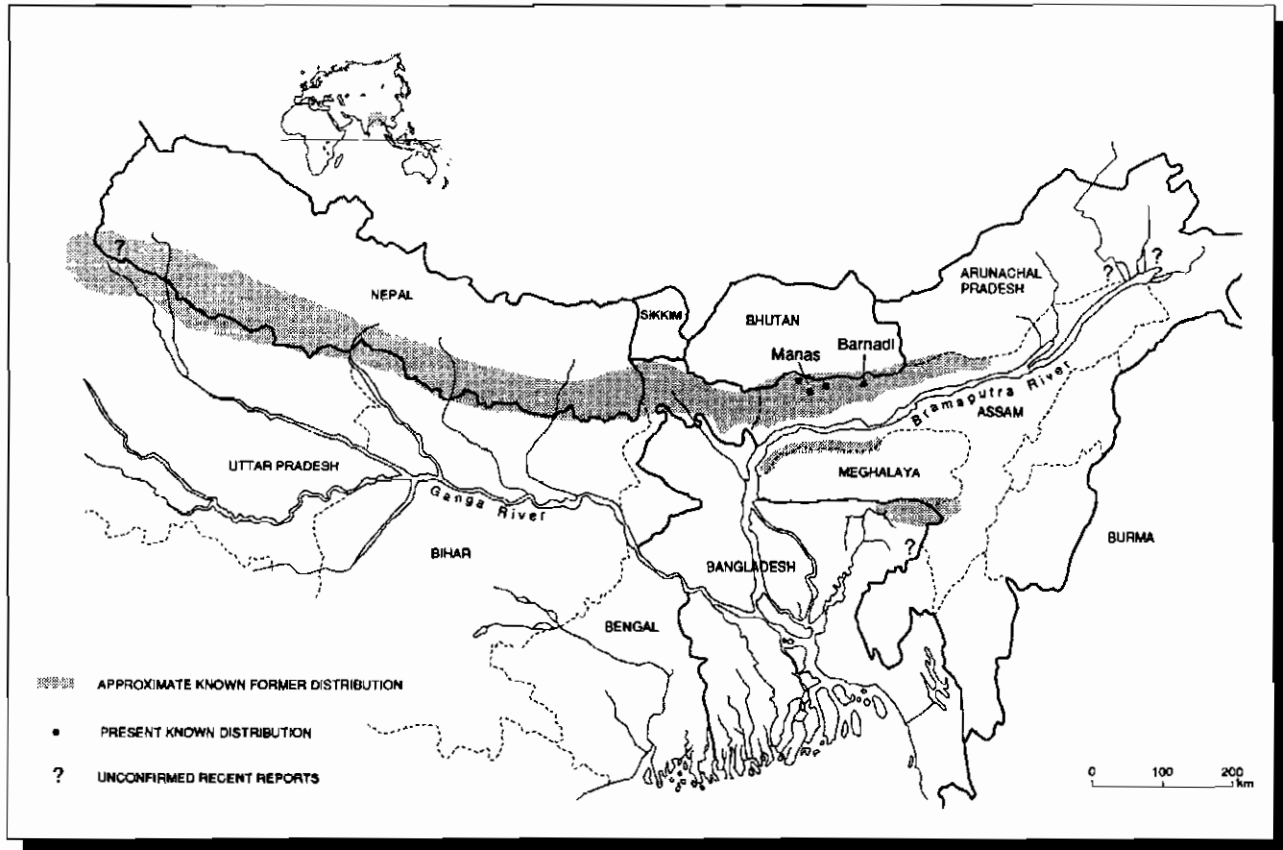 ?
NEPAL
SIKKIM
BHUTAN
Manas
Barnadi
ARUNACHAL
PRADESH
?
?
Bramaputra River
ASSAM
MEGHALAYA
UTTAR PRADESH
Ganga River
BIHAR
BANGLADESH
?
BURMA
BENGAL
APPROXIMATE KNOWN FORMER DISTRIBUTION
PRESENT KNOWN DISTRIBUTION
? UNCONFIRMED RECENT REPORTS
0 100 200
km